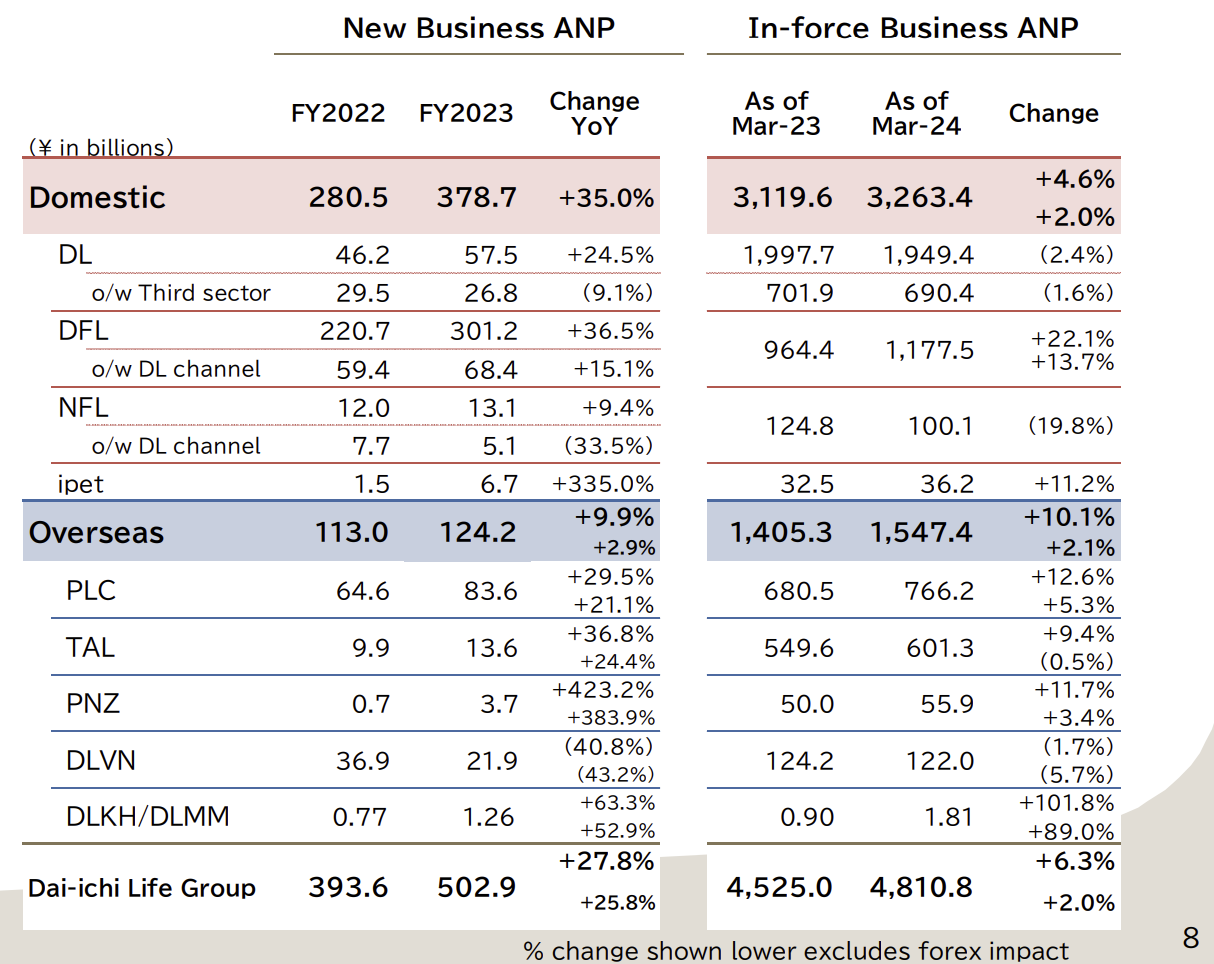 New Business ANP In-force Business ANP
(¥ in billions) FY2022 FY2023 Change YoY As of Mar-23 As of Mar-24 Change
Domestic 280.5 378.7 +35.0% 3,119.6 3,263.4 +4.6% +2.0%
DL 46.2 57.5 +24.5% 1,997.7 1,949.4 (2.4%)
o/w Third sector 29.5 26.8 (9.1%) 701.9 690.4 (1.6%)
DFL 220.7 301.2 +36.5% 964.4 1,177.5 +22.1% +13.7%
o/w DL channel 59.4 68.4 +15.1%
NFL 12.0 13.1 +9.4% 124.8 100.1 (19.8%)
o/w DL channel 7.7 5.1 (33.5%)
ipet 1.5 6.7 +335.0% 32.5 36.2 +11.2%
Overseas 113.0 124.2 +9.9% +2.9% 1,405.3 1,547.4 +10.1% +2.1%
PLC 64.6 83.6 +29.5% +21.1% 680.5 766.2 +12.6% +5.3%
TAL 9.9 13.6 +36.8% +24.4% 549.6 601.3 +9.4% (0.5%)
PNZ 0.7 3.7 +423.2% +383.9% 50.0 55.9 +11.7% +3.4%
DLVN 36.9 21.9 (40.8%) (43.2%) 124.2 122.0 (1.7%) (5.7%)
DLKH/DLMM 0.77 1.26 +63.3% +52.9% 0.90 1.81 +101.8% +89.0%
Dai-ichi Life Group 393.6 502.9 +27.8% +25.8% 4,525.0 4,810.8 +6.3% +2.0%
% change shown lower excludes forex impact
8